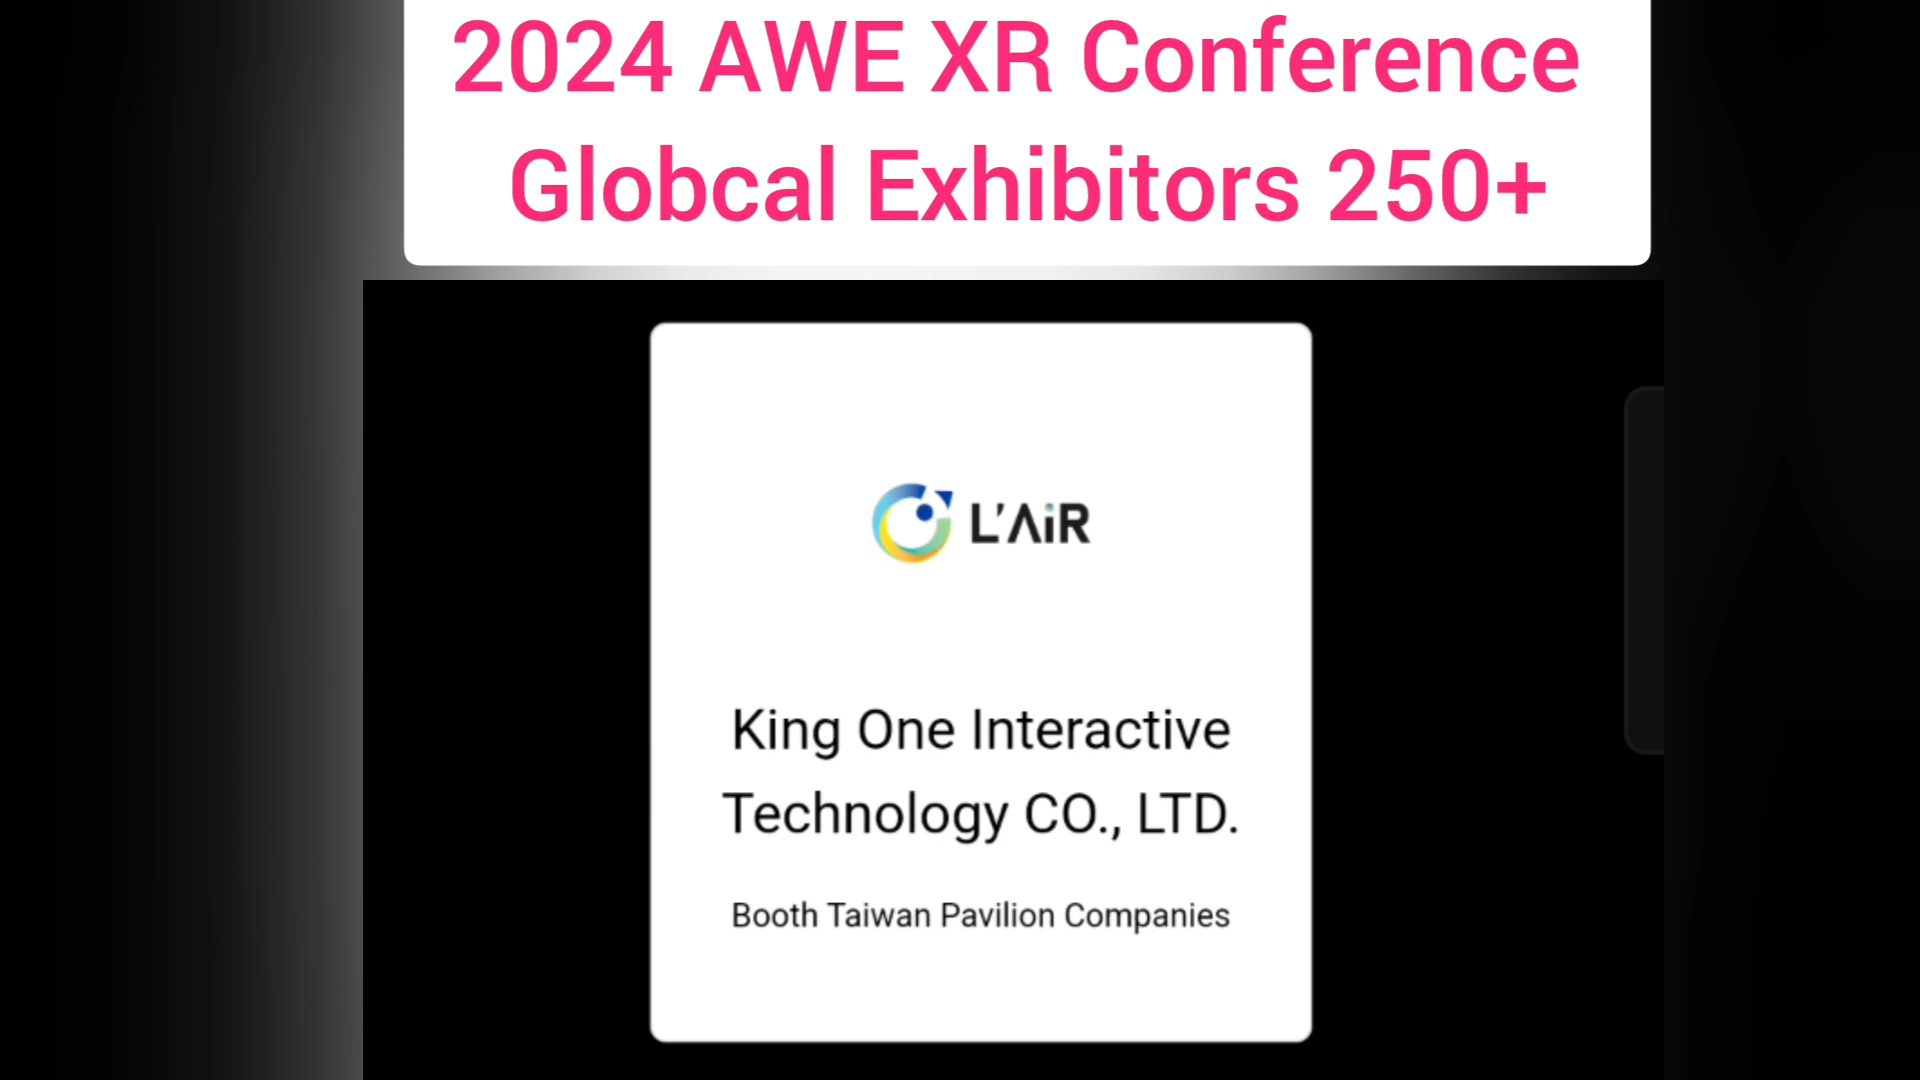 2024 AWE XR Conference
Globcal Exhibitors 250+
L'AiR
King One Interactive
Technology CO., LTD.
Booth Taiwan Pavilion Companies